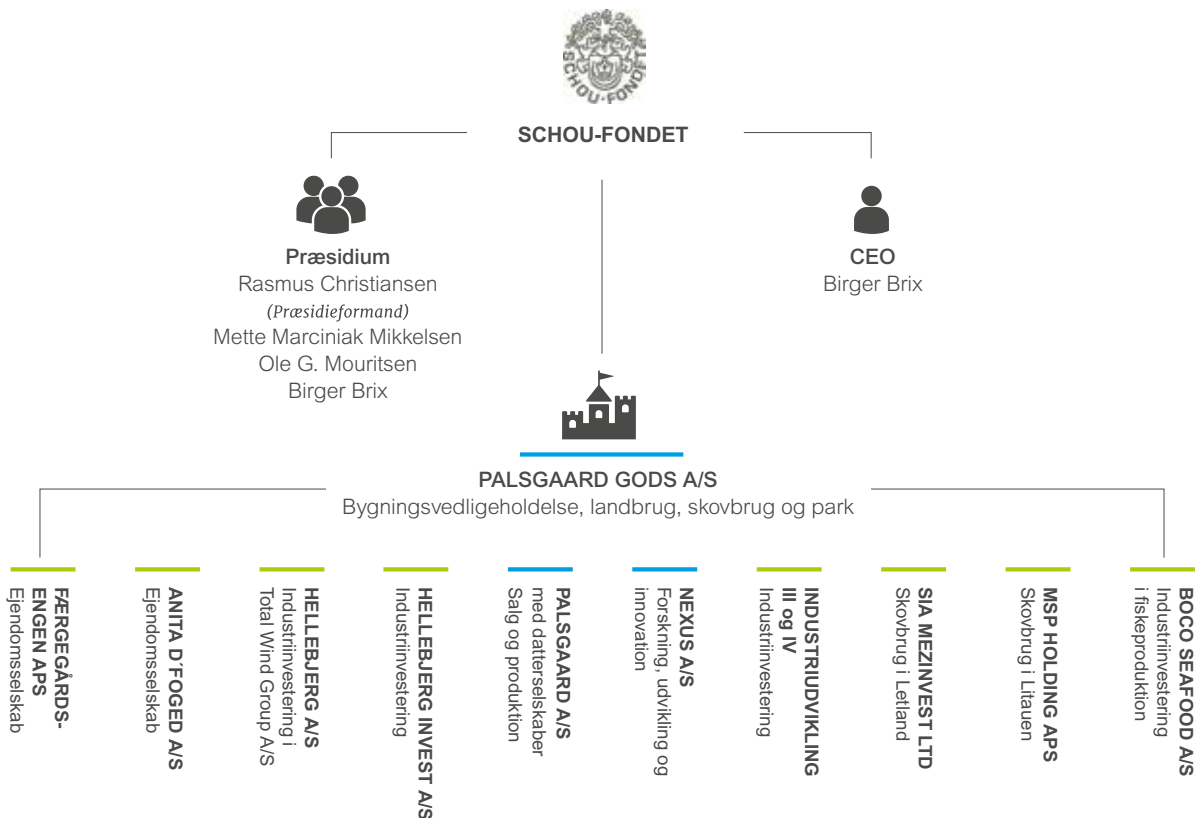 SCHOU-FONDET
SCHOU-FONDET
Præsidium
Rasmus Christiansen
(Præsidieformand)
Mette Marciniak Mikkelsen
Ole G. Mouritsen
Birger Brix
CEO
Birger Brix
PALSGAARD GODS A/S
Bygningsvedligeholdelse, landbrug, skovbrug og park
FÆRGEGÅRDS-
ENGEN APS
Ejendomsselskab
ANITA D´FOGED A/S
Ejendomsselskab
HELLEBJERG A/S
Industriinvestering i
Total Wind Group A/S
HELLEBJERG INVEST A/S
Industriinvestering
PALSGAARD A/S
med datterselskaber
Salg og produktion
NEXUS A/S
Forskning, udvikling og
innovation
INDUSTRIUDVIKLING
III og IV
Industriinvestering
SIA MEZINVEST LTD
Skovbrug i Letland
MSP HOLDING APS
Skovbrug i Litauen
BOCO SEAFOOD A/S
Industriinvestering
i fiskeproduktion